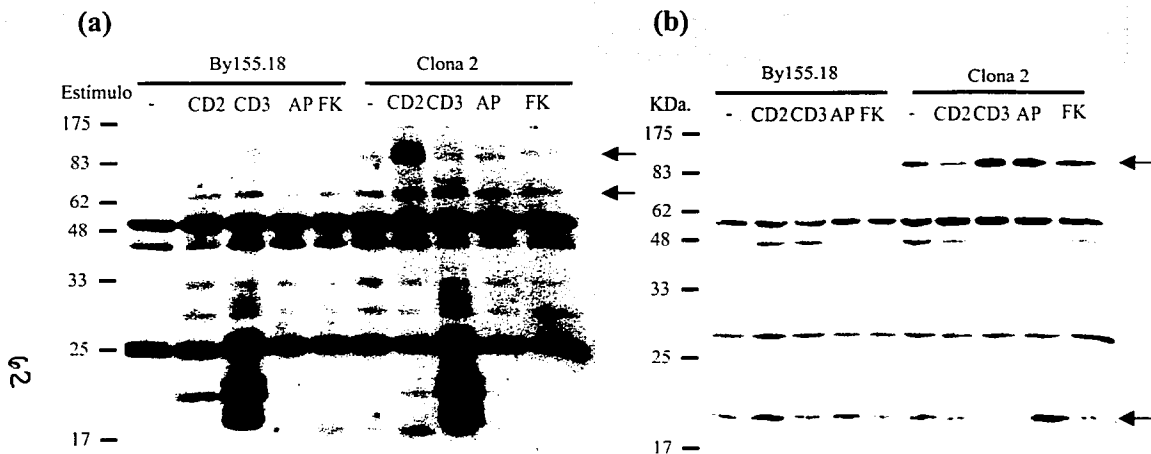 (a)
By155.18 Clona 2
Estímulo - CD2 CD3 AP FK - CD2 CD3 AP FK
175
83
62
48
33
25
17
(b)
By155.18 Clona 2
KDa. - CD2 CD3 AP FK - CD2 CD3 AP FK
175
83
62
48
33
25
17
62